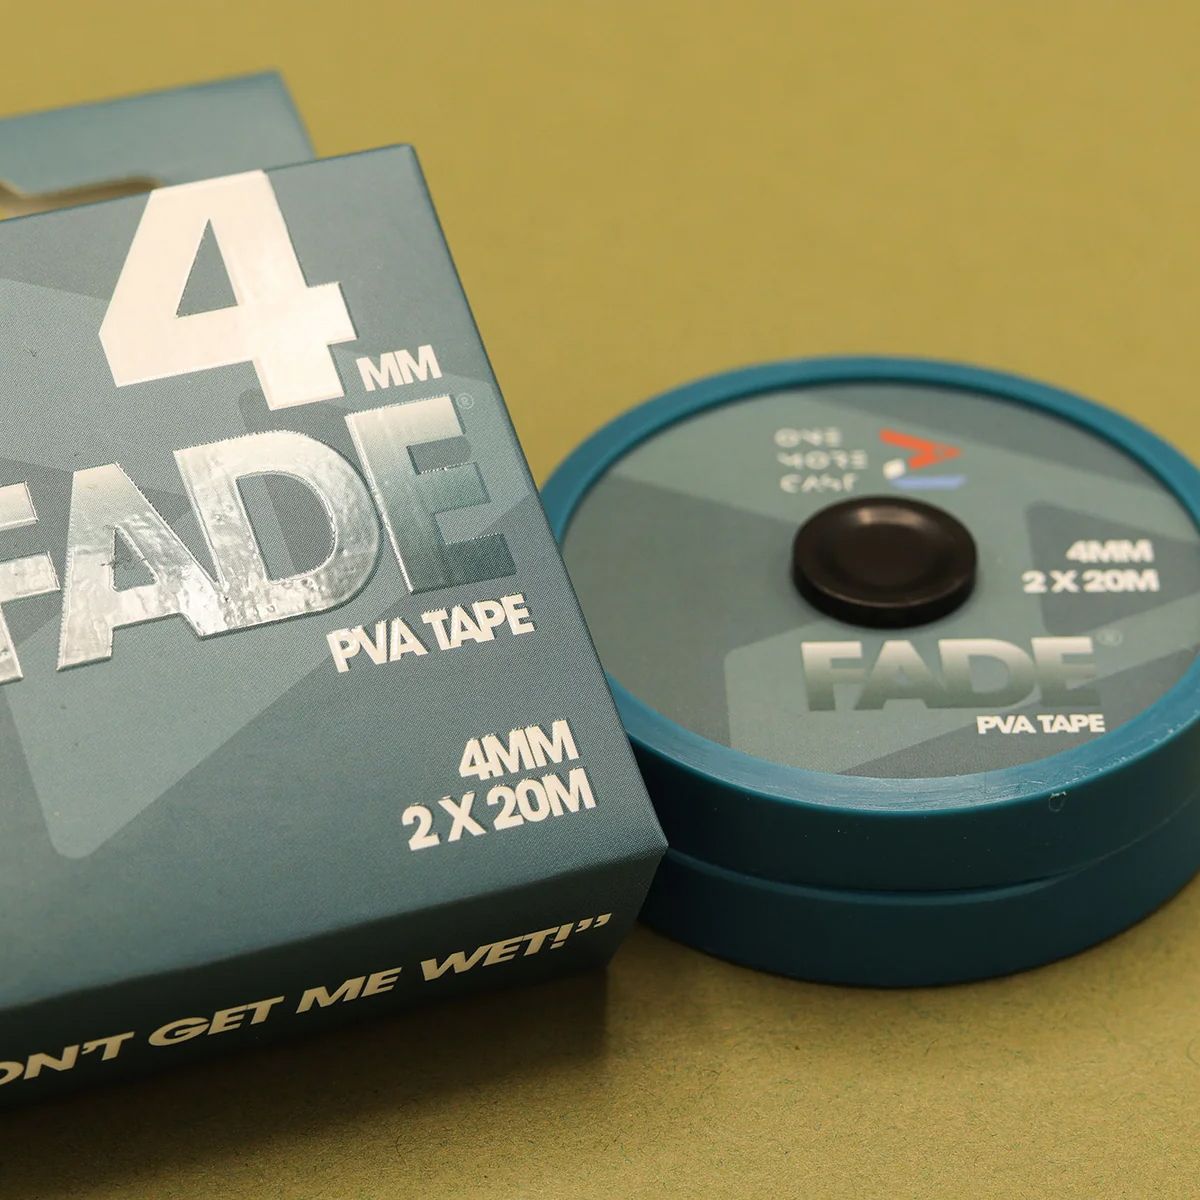 4
MM
FADE®
PVA TAPE
4MM
2 X 20M
ON'T GET ME WET!”
ONE
MORE
CAST
4MM
2 X 20M
FADE®
PVA TAPE